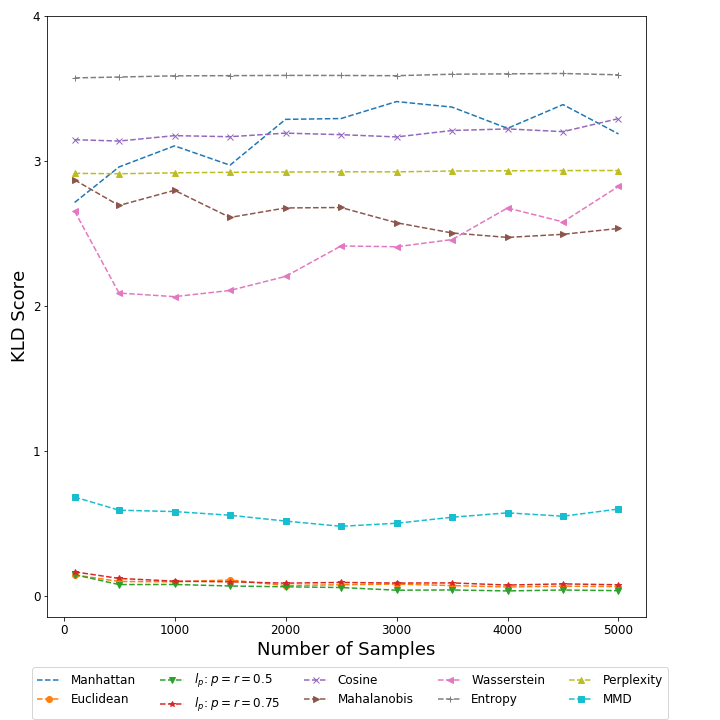 4
3
2
1
0
KLD Score
0 1000 2000 3000 4000 5000
Number of Samples
Manhattan l_p: p = r = 0.5 Cosine Wasserstein Perplexity
Euclidean l_p: p = r = 0.75 Mahalanobis Entropy MMD